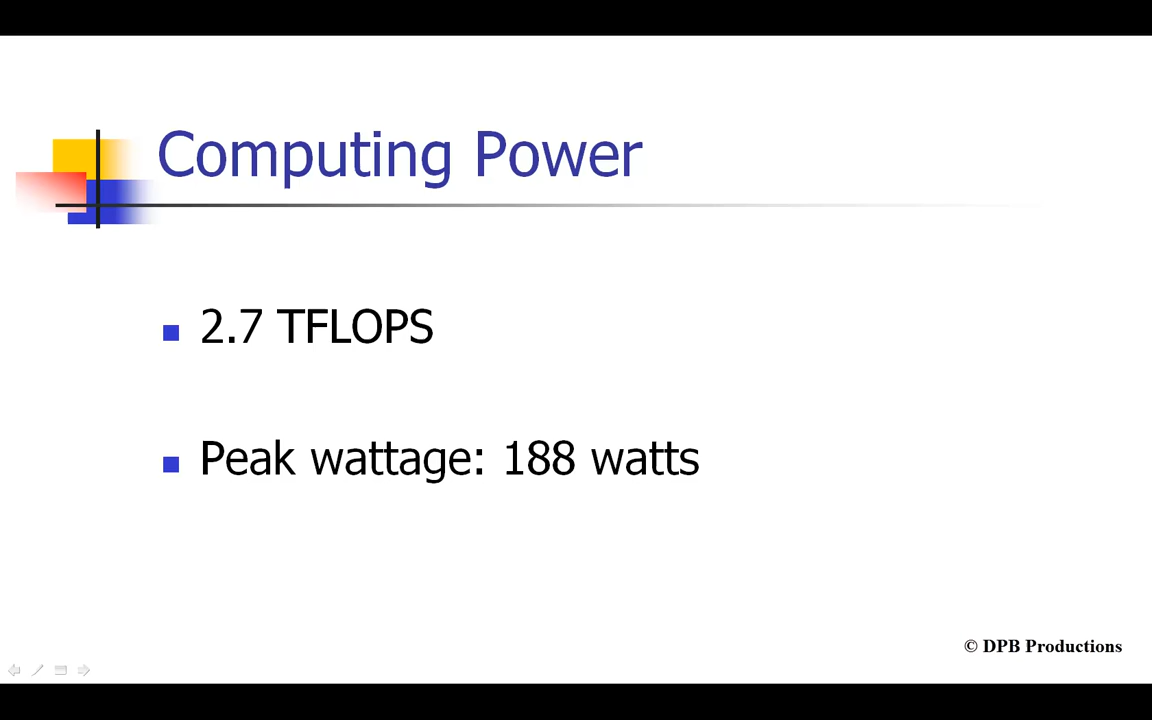 Computing Power
2.7 TFLOPS
Peak wattage: 188 watts
© DPB Productions